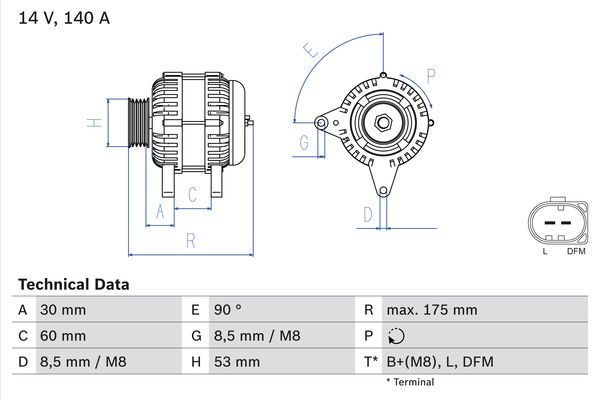 14 V, 140 A
E
P
H
G
C
A
D
R
L DFM
Technical Data
A 30 mm E 90 ° R max. 175 mm
C 60 mm G 8,5 mm / M8 P
D 8,5 mm / M8 H 53 mm T* B+(M8), L, DFM
* Terminal